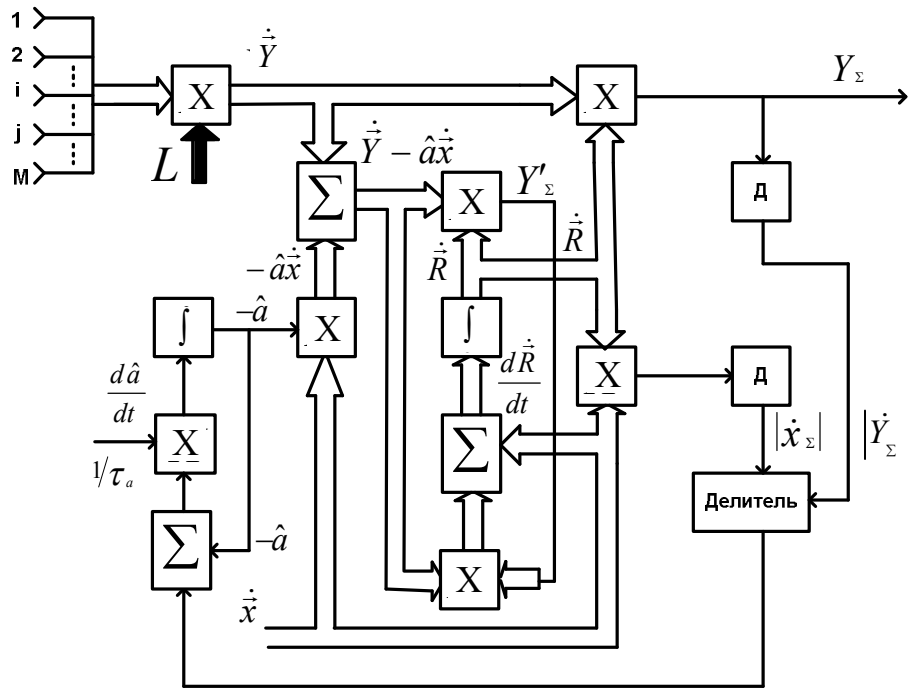 1
2
i
j
M
X
L
Ẏ⃗
X
Y_Σ
Д
Σ
Ẏ⃗ − âẋ⃗
X
Y′_Σ
Ṙ⃗
Ṙ⃗
−âẋ⃗
∫
−â
X
∫
dâ/dt
dṘ⃗/dt
X
Д
X
1/τ_a
Σ
|ẋ_Σ|
|Ẏ_Σ|
Делитель
Σ
−â
X
ẋ⃗